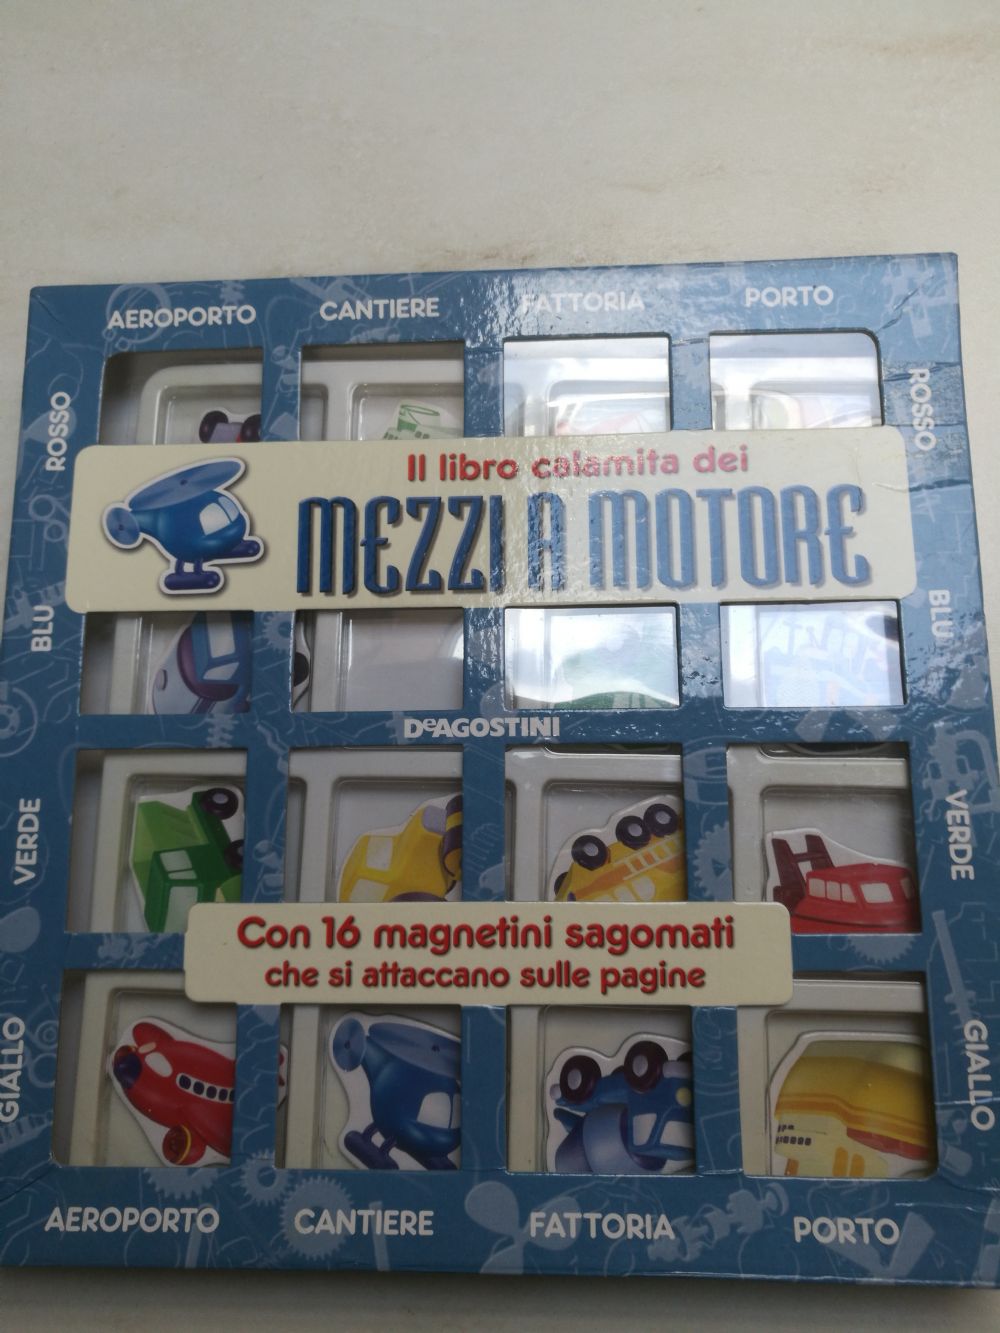 AEROPORTO CANTIERE FATTORIA PORTO
ROSSO ROSSO
Il libro calamita dei
MEZZI A MOTORE
BLU BLU
DeAGOSTINI
VERDE VERDE
Con 16 magnetini sagomati
che si attaccano sulle pagine
GIALLO GIALLO
AEROPORTO CANTIERE FATTORIA PORTO